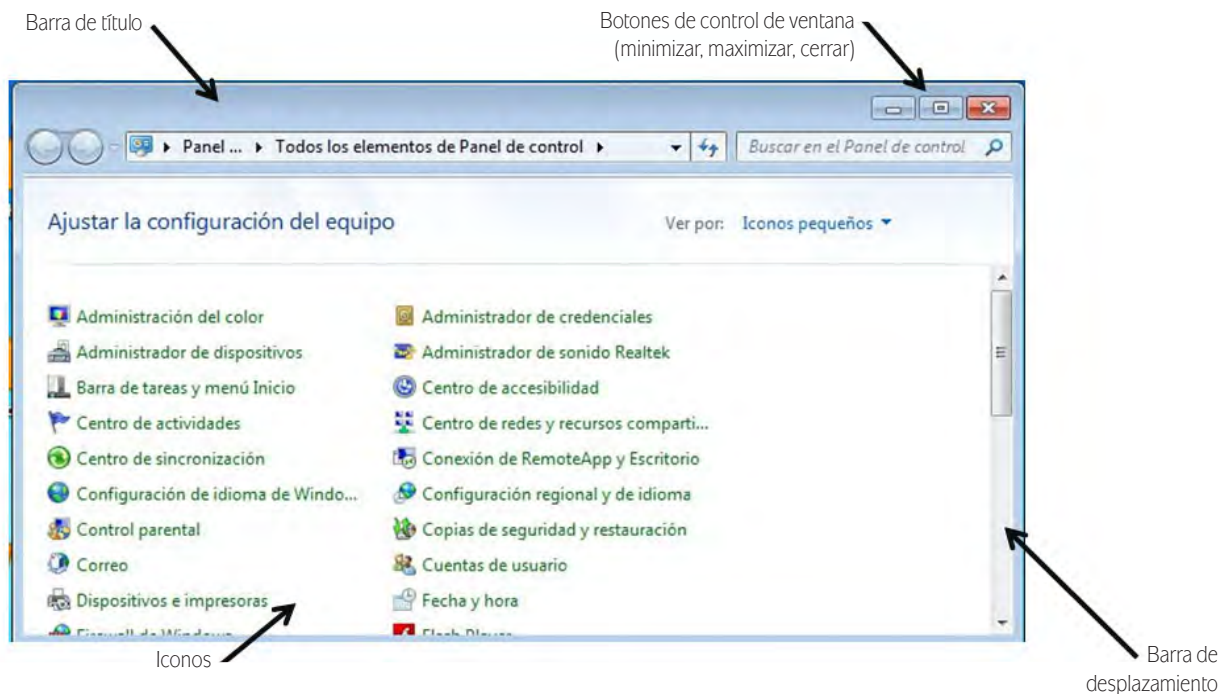 Barra de título
Botones de control de ventana
(minimizar, maximizar, cerrar)
Panel ... Todos los elementos de Panel de control
Buscar en el Panel de control
Ajustar la configuración del equipo
Ver por: Iconos pequeños
Administración del color
Administrador de credenciales
Administrador de dispositivos
Administrador de sonido Realtek
Barra de tareas y menú Inicio
Centro de accesibilidad
Centro de actividades
Centro de redes y recursos comparti...
Centro de sincronización
Conexión de RemoteApp y Escritorio
Configuración de idioma de Windo...
Configuración regional y de idioma
Control parental
Copias de seguridad y restauración
Correo
Cuentas de usuario
Dispositivos e impresoras
Fecha y hora
Firewall de Windows
Flash Player
Iconos
Barra de
desplazamiento